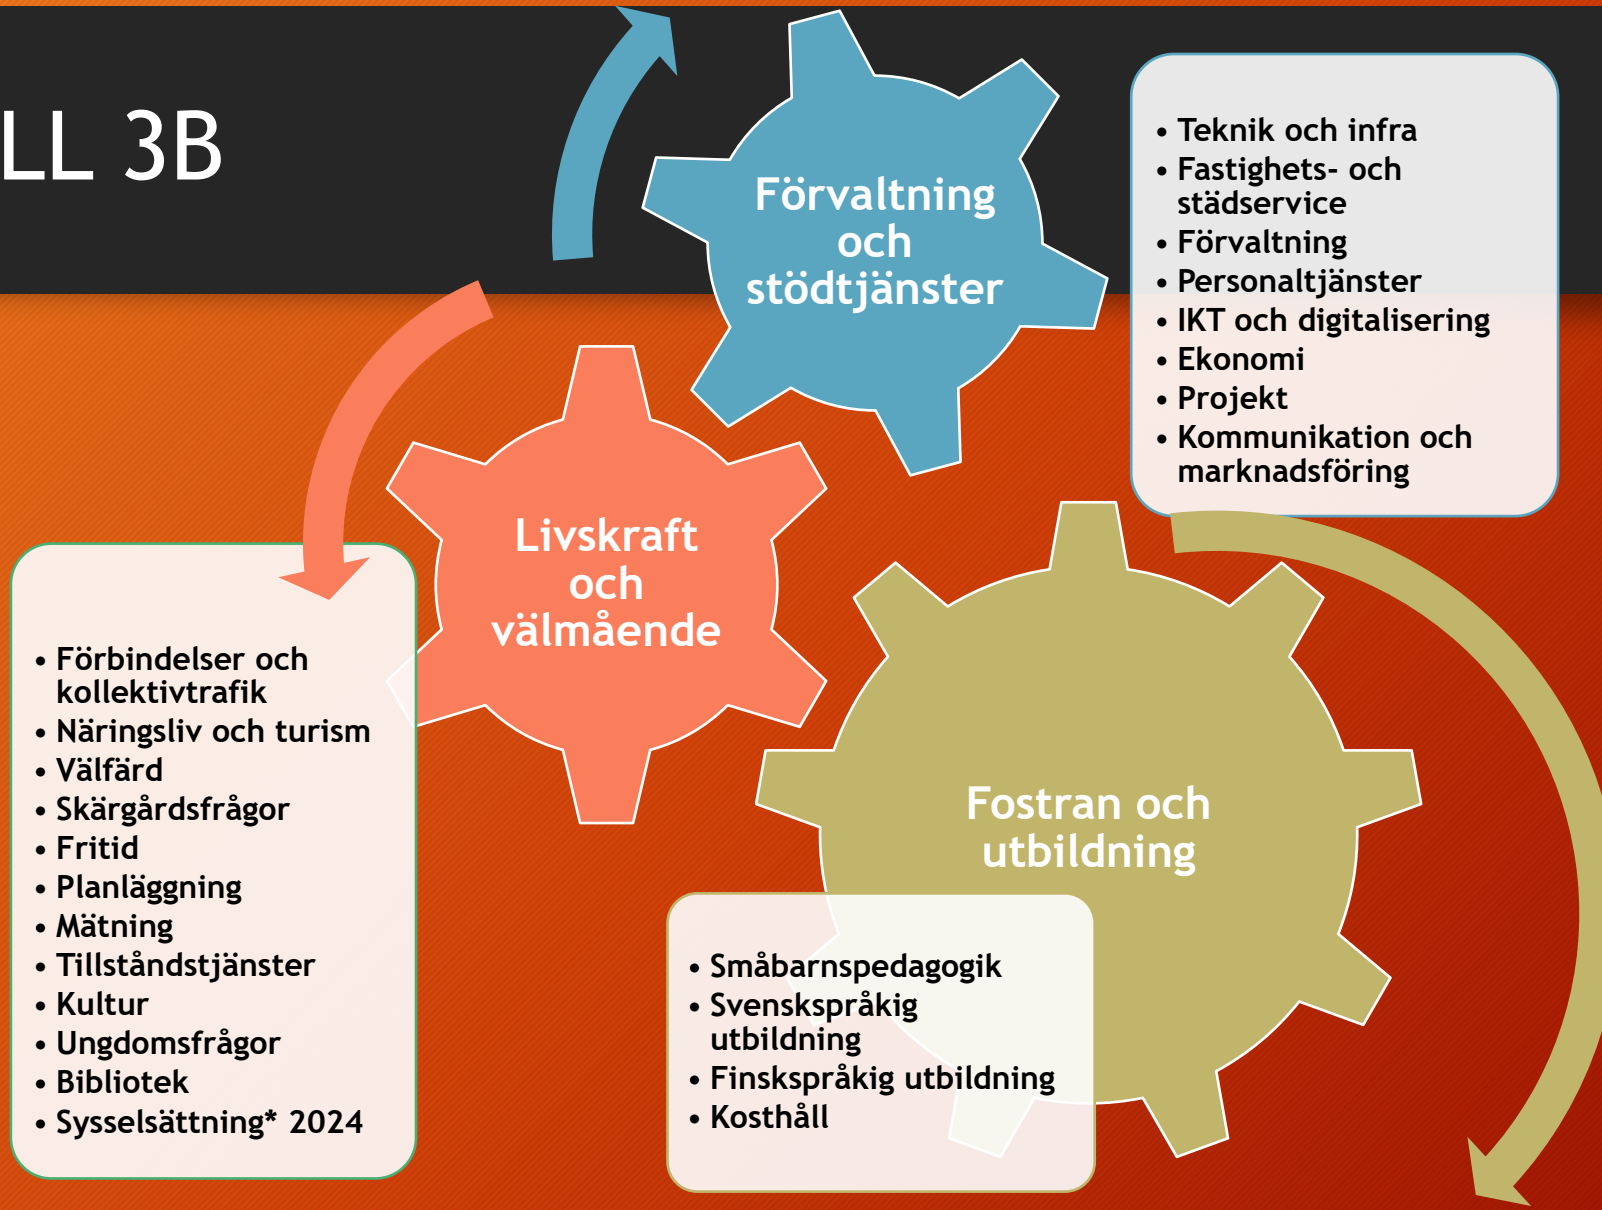 LL 3B
Förvaltning
och
stödtjänster
• Teknik och infra
• Fastighets- och
städservice
• Förvaltning
• Personaltjänster
• IKT och digitalisering
• Ekonomi
• Projekt
• Kommunikation och
marknadsföring
Livskraft
och
välmående
• Förbindelser och
kollektivtrafik
• Näringsliv och turism
• Välfärd
• Skärgårdsfrågor
• Fritid
• Planläggning
• Mätning
• Tillståndstjänster
• Kultur
• Ungdomsfrågor
• Bibliotek
• Sysselsättning* 2024
Fostran och
utbildning
• Småbarnspedagogik
• Svenskspråkig
utbildning
• Finskspråkig utbildning
• Kosthåll